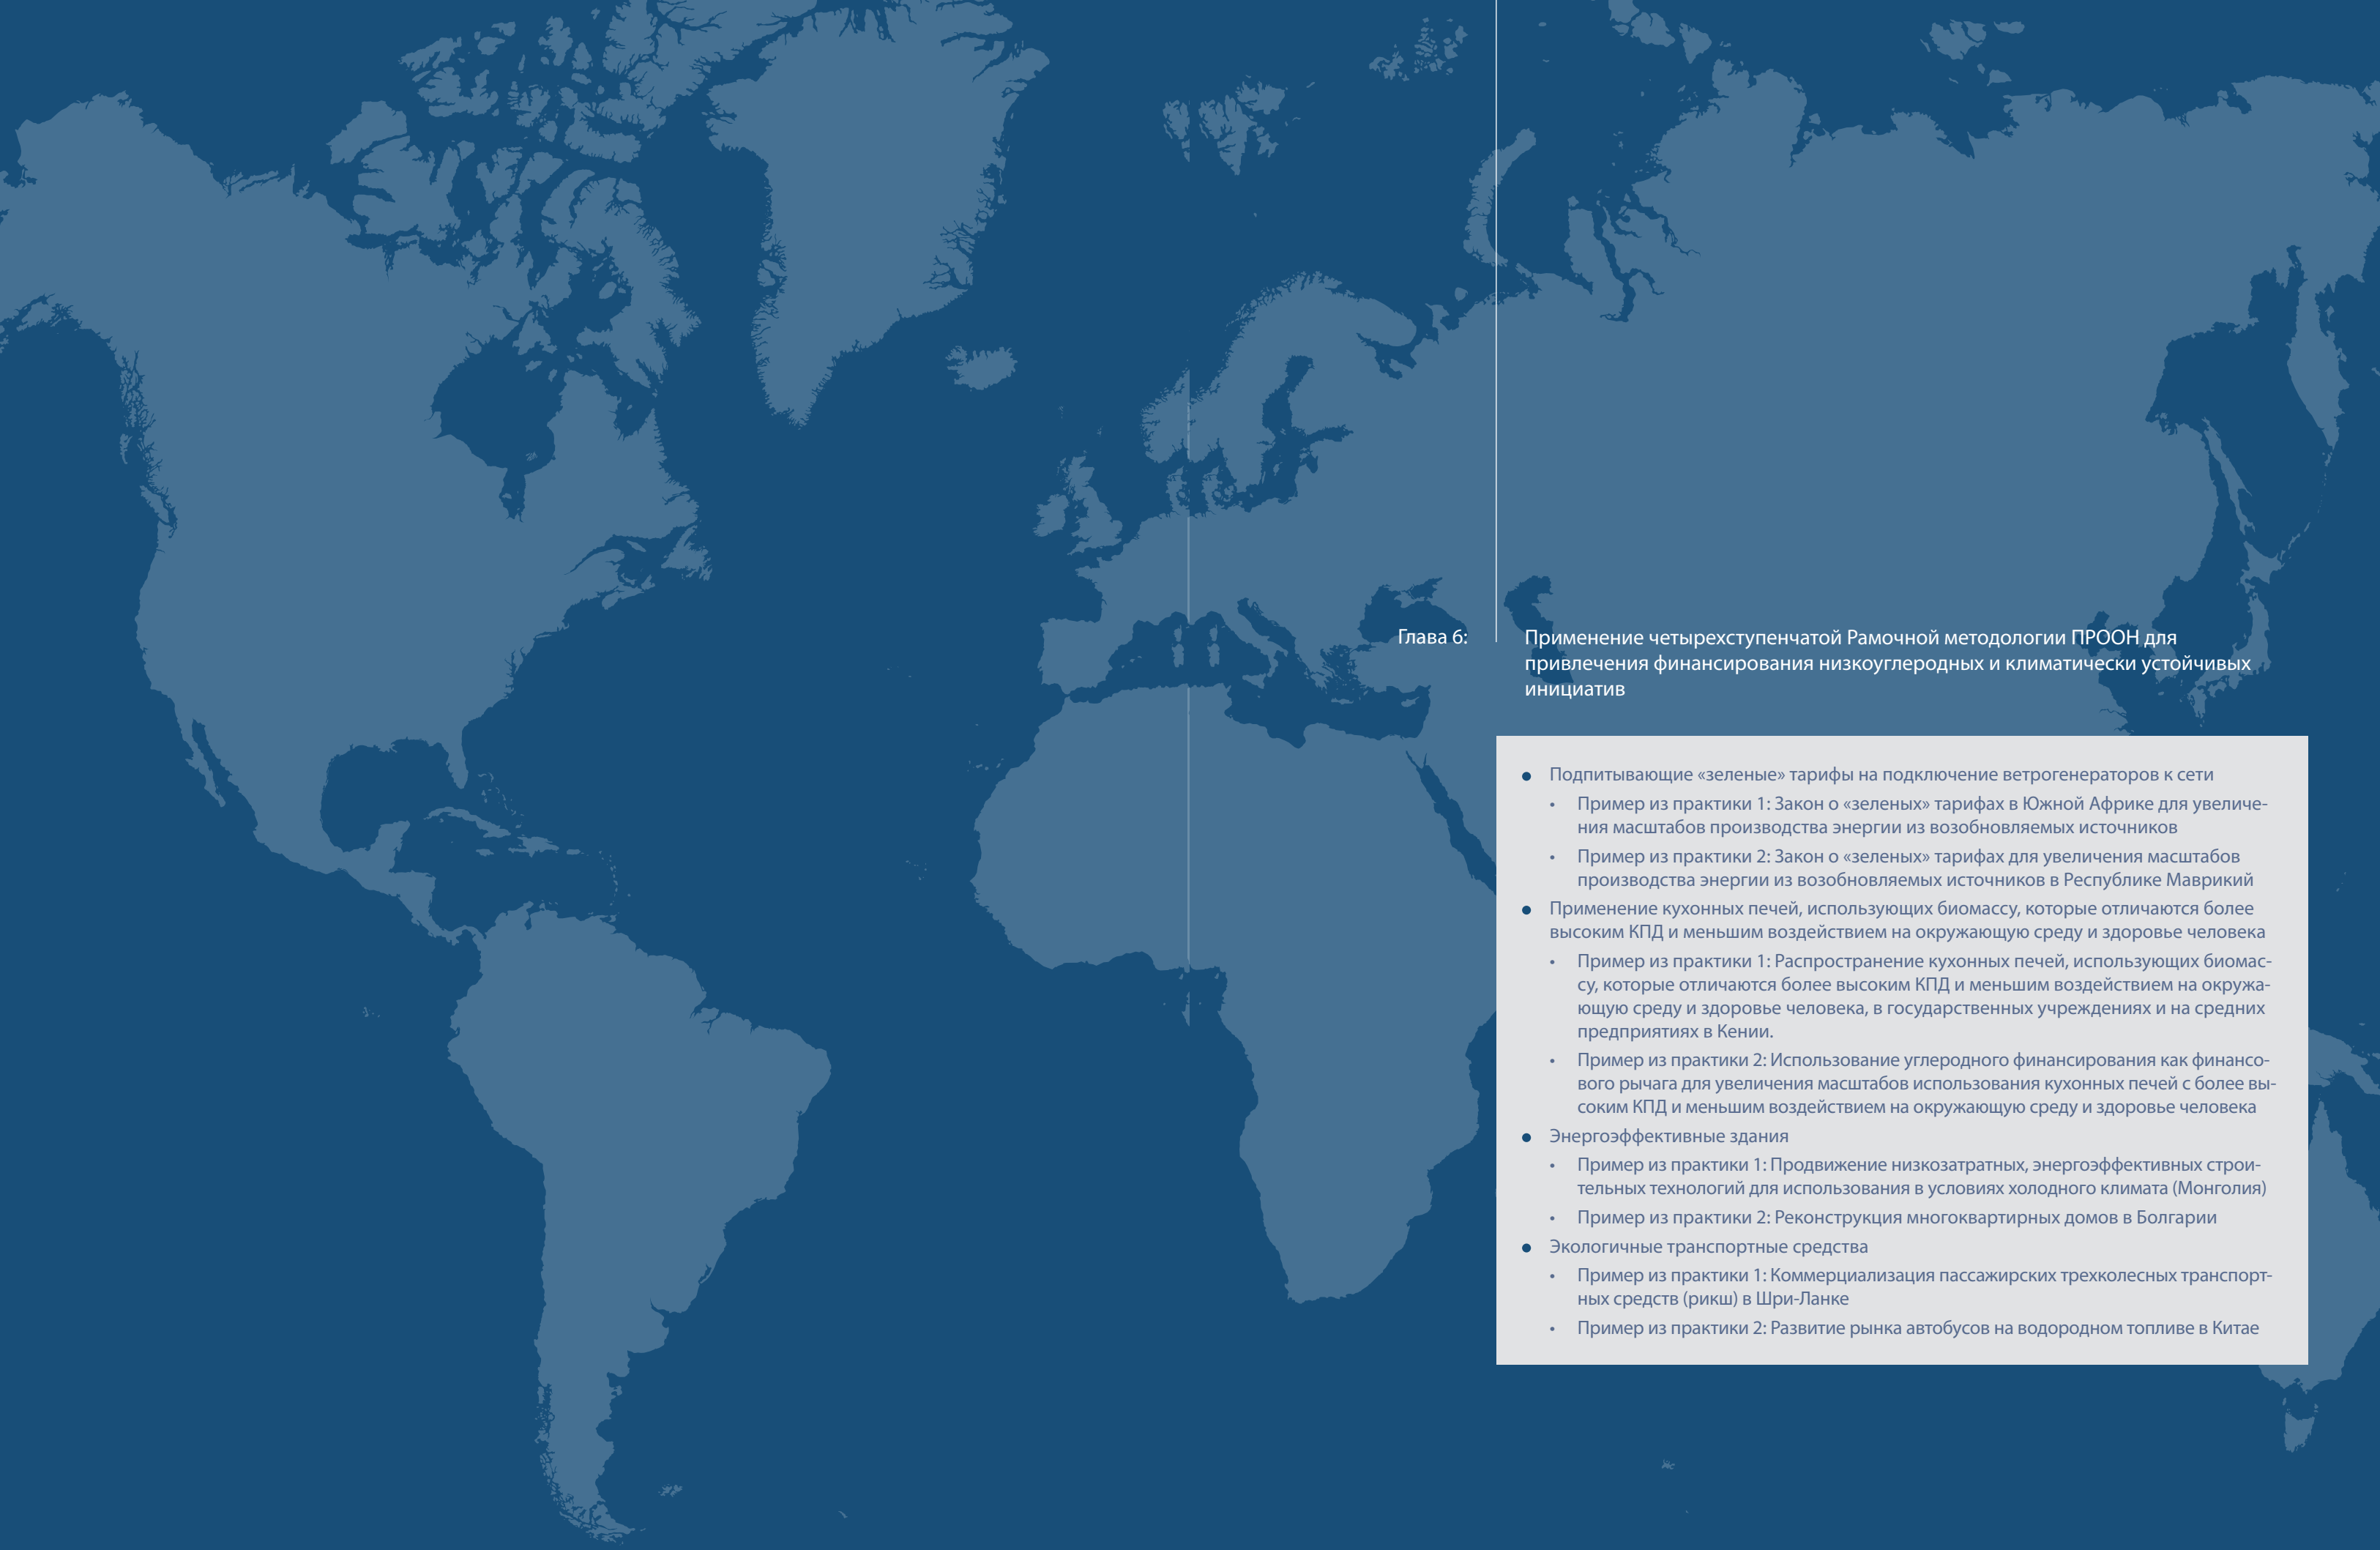 Глава 6:
Применение четырехступенчатой Рамочной методологии ПРООН для
привлечения финансирования низкоуглеродных и климатически устойчивых
инициатив
● Подпитывающие «зеленые» тарифы на подключение ветрогенераторов к сети
• Пример из практики 1: Закон о «зеленых» тарифах в Южной Африке для увеличе-
ния масштабов производства энергии из возобновляемых источников
• Пример из практики 2: Закон о «зеленых» тарифах для увеличения масштабов
производства энергии из возобновляемых источников в Республике Маврикий
● Применение кухонных печей, использующих биомассу, которые отличаются более
высоким КПД и меньшим воздействием на окружающую среду и здоровье человека
• Пример из практики 1: Распространение кухонных печей, использующих биомас-
су, которые отличаются более высоким КПД и меньшим воздействием на окружа-
ющую среду и здоровье человека, в государственных учреждениях и на средних
предприятиях в Кении.
• Пример из практики 2: Использование углеродного финансирования как финансо-
вого рычага для увеличения масштабов использования кухонных печей с более вы-
соким КПД и меньшим воздействием на окружающую среду и здоровье человека
● Энергоэффективные здания
• Пример из практики 1: Продвижение низкозатратных, энергоэффективных строи-
тельных технологий для использования в условиях холодного климата (Монголия)
• Пример из практики 2: Реконструкция многоквартирных домов в Болгарии
● Экологичные транспортные средства
• Пример из практики 1: Коммерциализация пассажирских трехколесных транспорт-
ных средств (рикш) в Шри-Ланке
• Пример из практики 2: Развитие рынка автобусов на водородном топливе в Китае